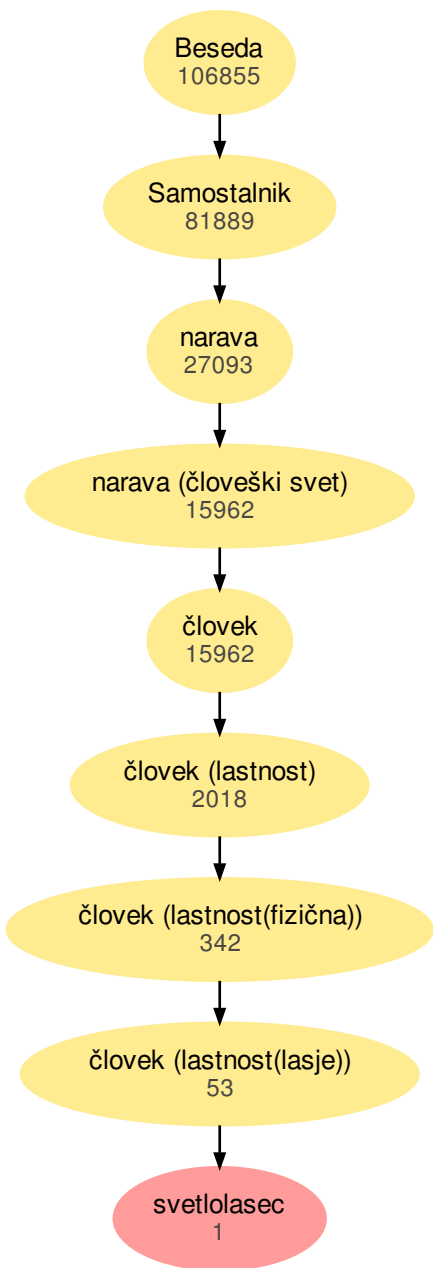 Beseda
106855
Samostalnik
81889
narava
27093
narava (človeški svet)
15962
človek
15962
človek (lastnost)
2018
človek (lastnost(fizična))
342
človek (lastnost(lasje))
53
svetlolasec
1